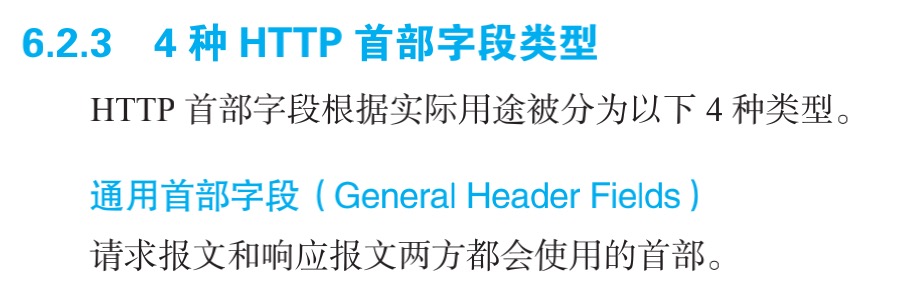 6.2.3 4 种 HTTP 首部字段类型
HTTP 首部字段根据实际用途被分为以下 4 种类型。
通用首部字段（General Header Fields）
请求报文和响应报文两方都会使用的首部。